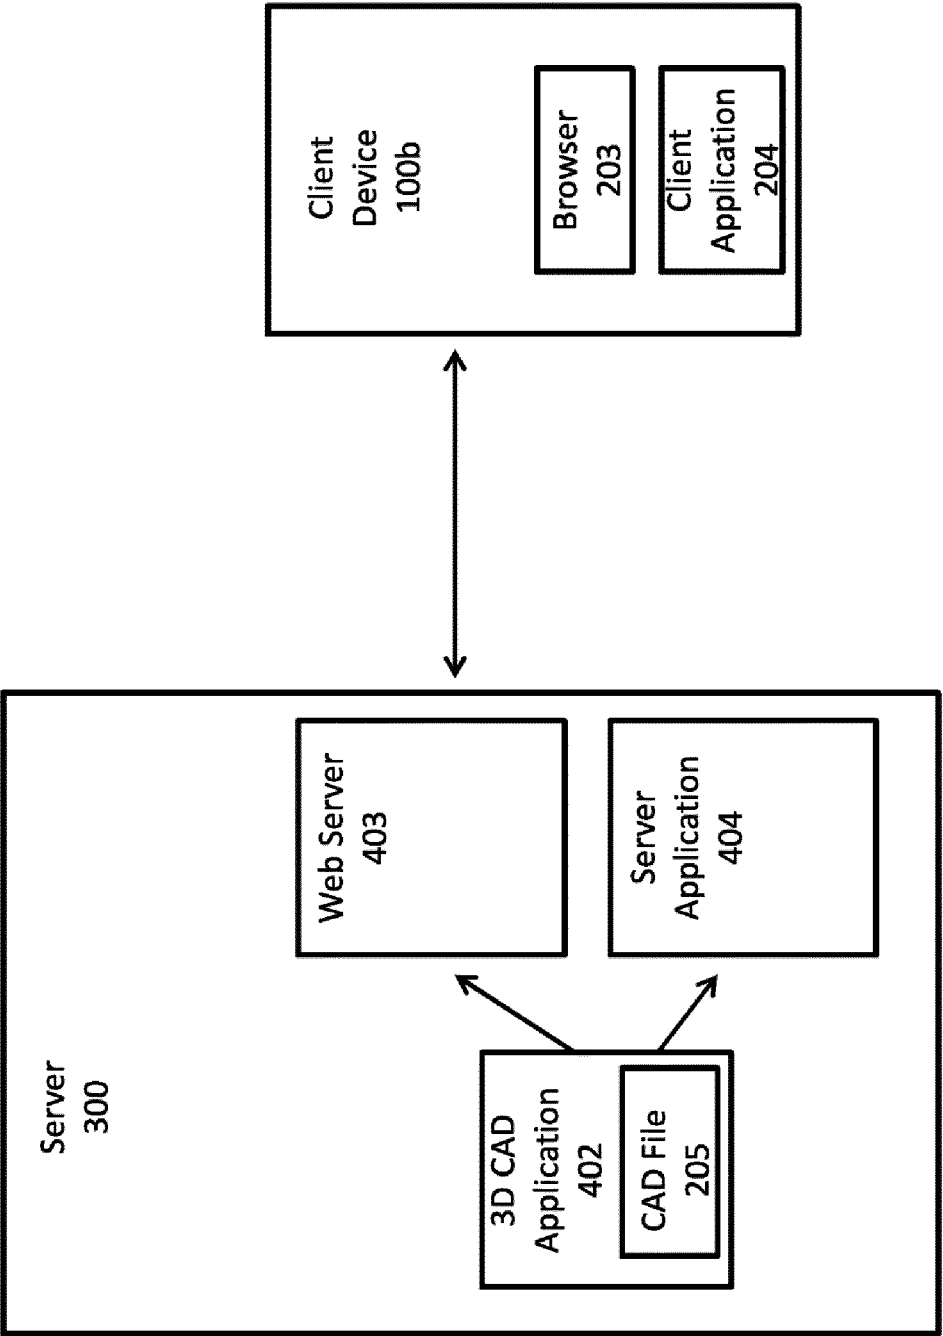 Server
300
3D CAD
Application
402
CAD File
205
Web Server
403
Server
Application
404
Client
Device
100b
Browser
203
Client
Application
204